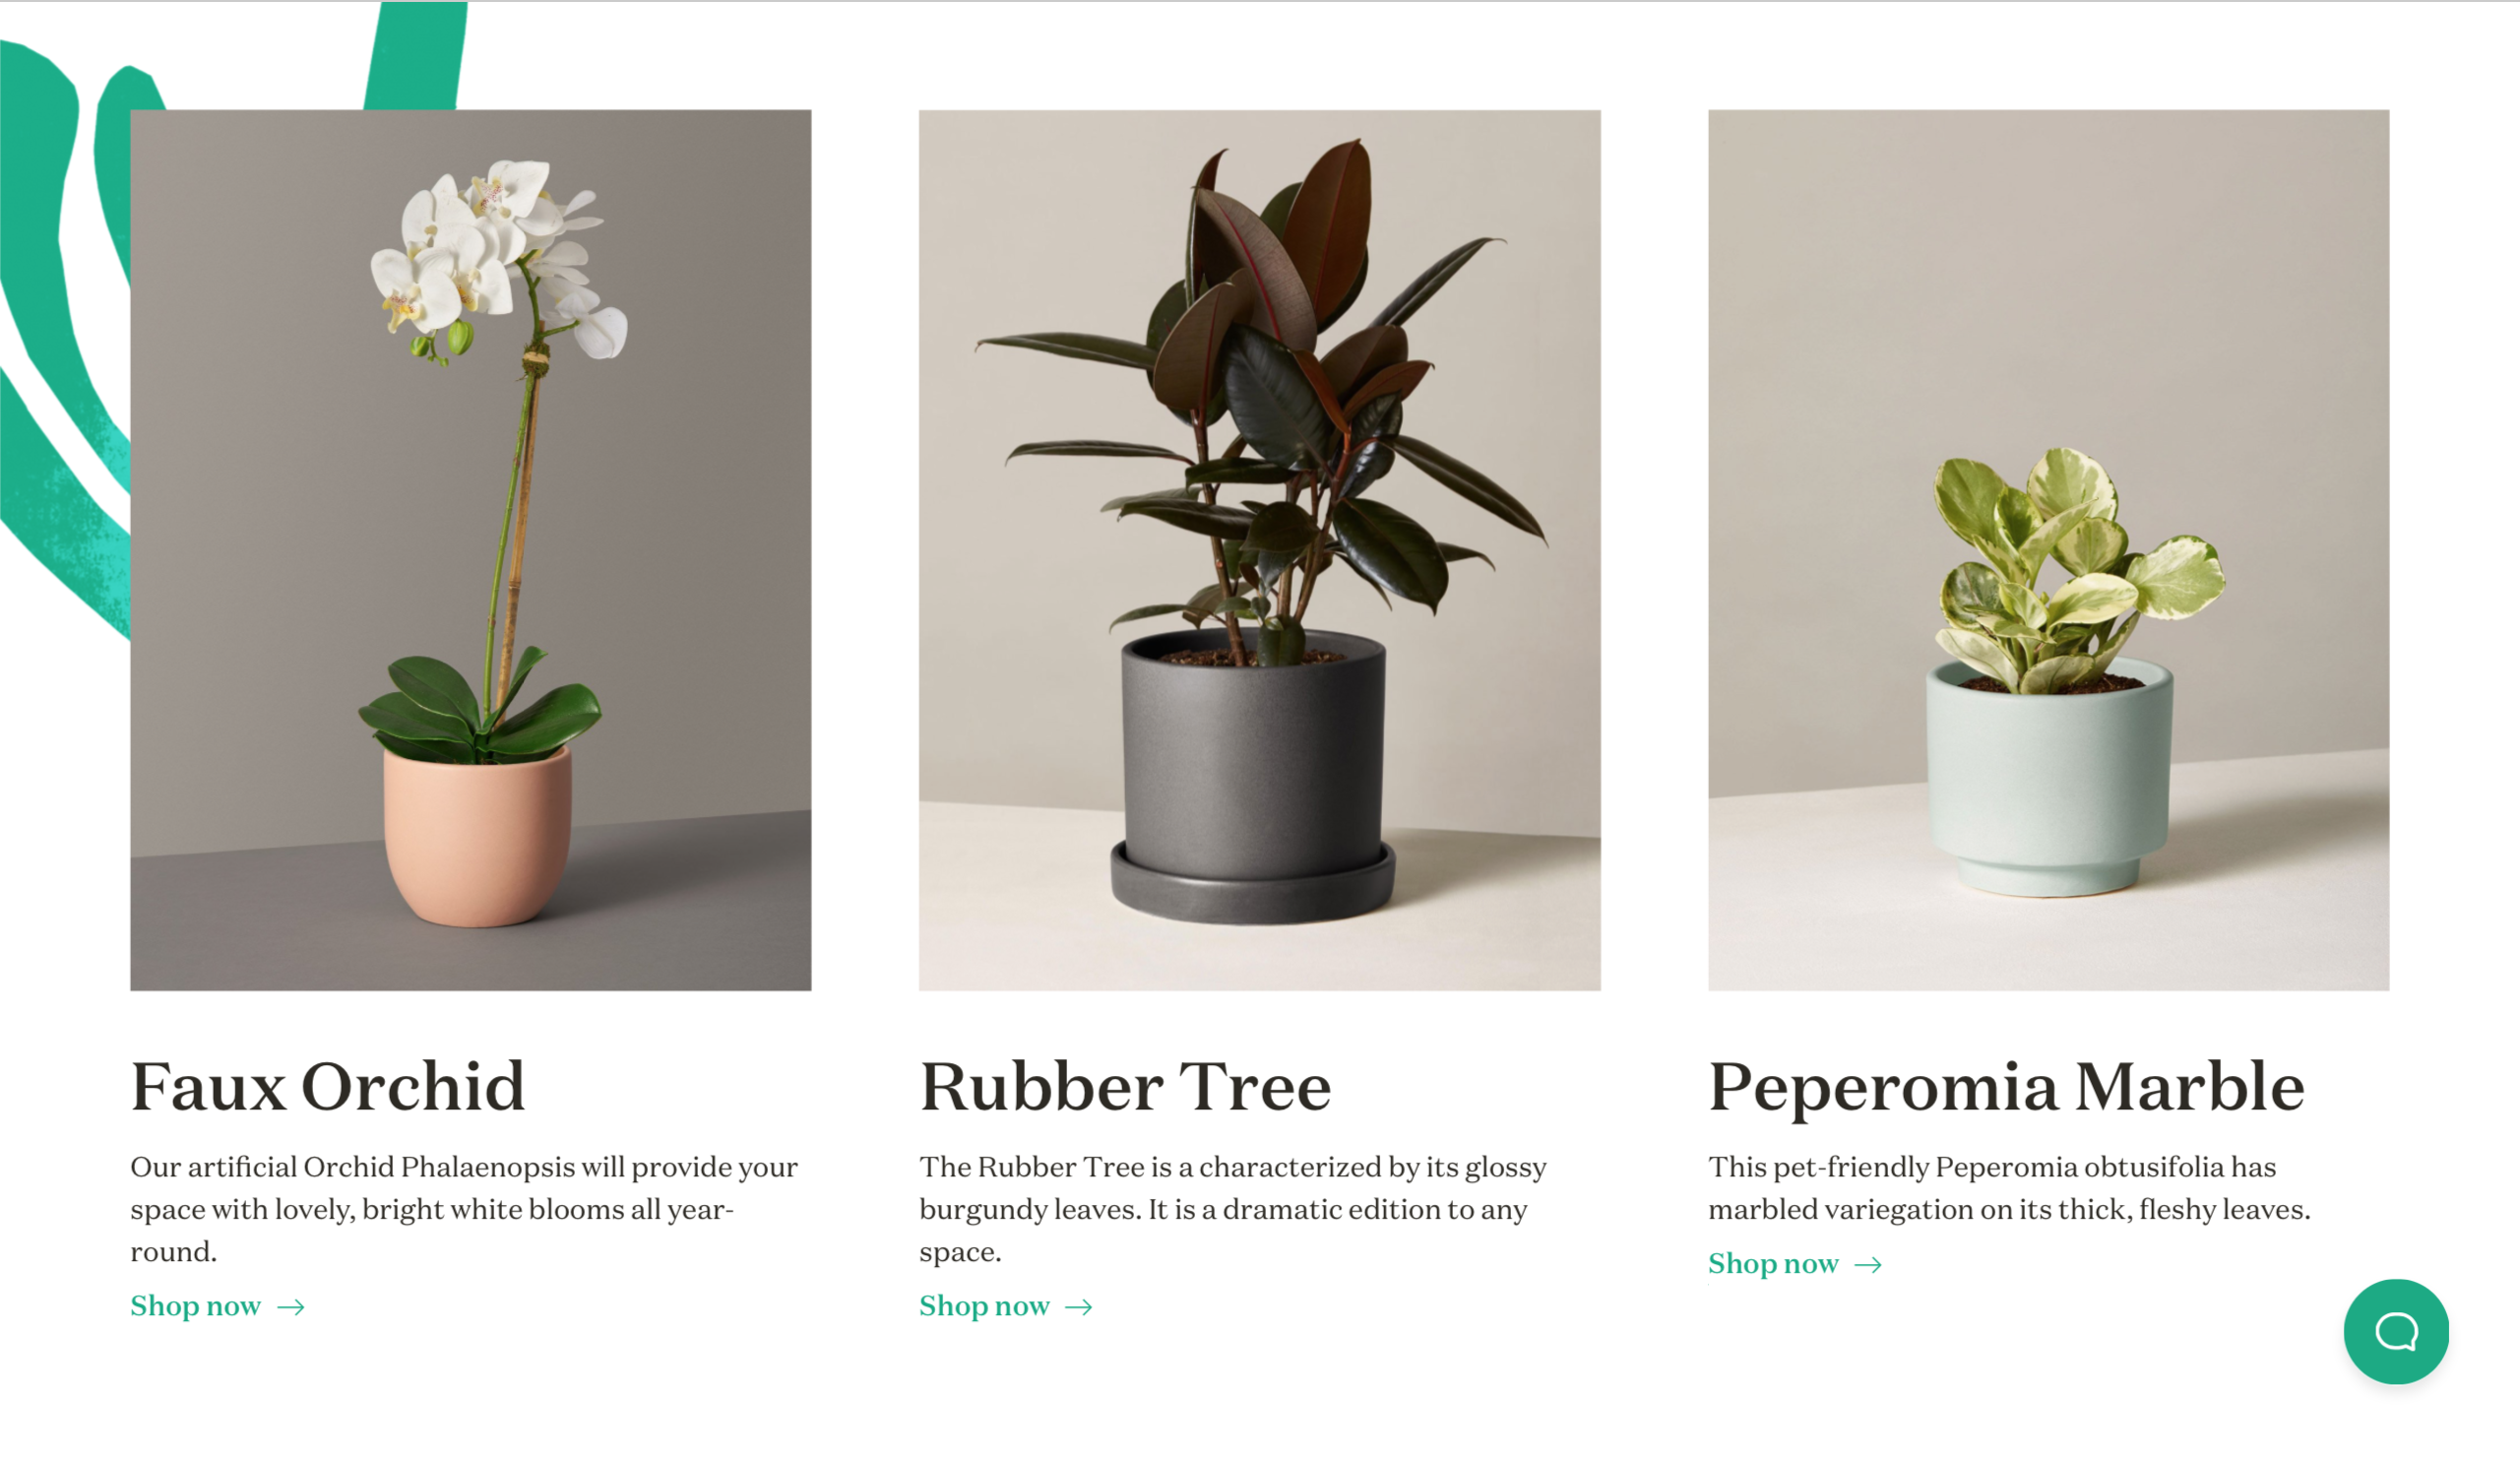 Faux Orchid
Our artificial Orchid Phalaenopsis will provide your
space with lovely, bright white blooms all year-
round.
Shop now →
Rubber Tree
The Rubber Tree is a characterized by its glossy
burgundy leaves. It is a dramatic edition to any
space.
Shop now →
Peperomia Marble
This pet-friendly Peperomia obtusifolia has
marbled variegation on its thick, fleshy leaves.
Shop now →